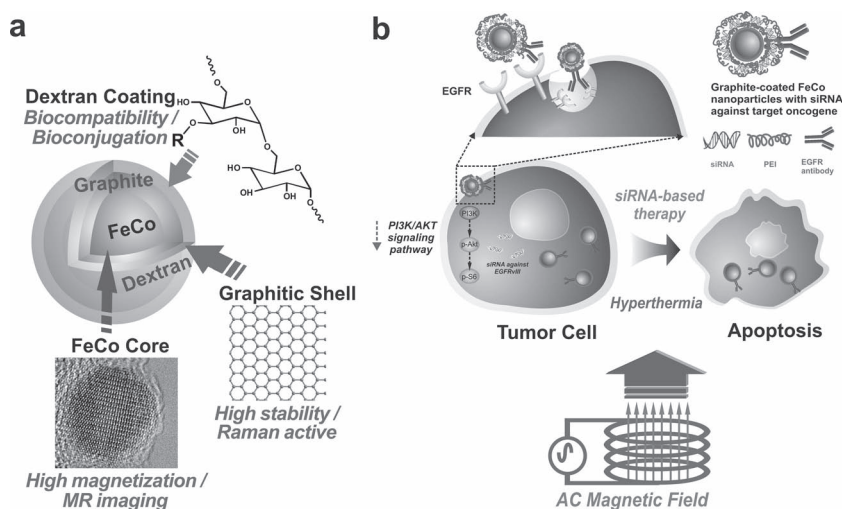 a
Dextran Coating
Biocompatibility /
Bioconjugation
HO
O
O
HO
R
O
OH
O
O
HO
OH
OH
O
Graphite
FeCo
Dextran
Graphitic Shell
High stability /
Raman active
FeCo Core
High magnetization /
MR imaging
b
EGFR
Graphite-coated FeCo
nanoparticles with siRNA
against target oncogene
siRNA
PEI
EGFR
antibody
PI3K/AKT
signaling
pathway
PI3K
p-Akt
p-S6
siRNA against
EGFRvIII
siRNA-based
therapy
Hyperthermia
Tumor Cell
Apoptosis
AC Magnetic Field